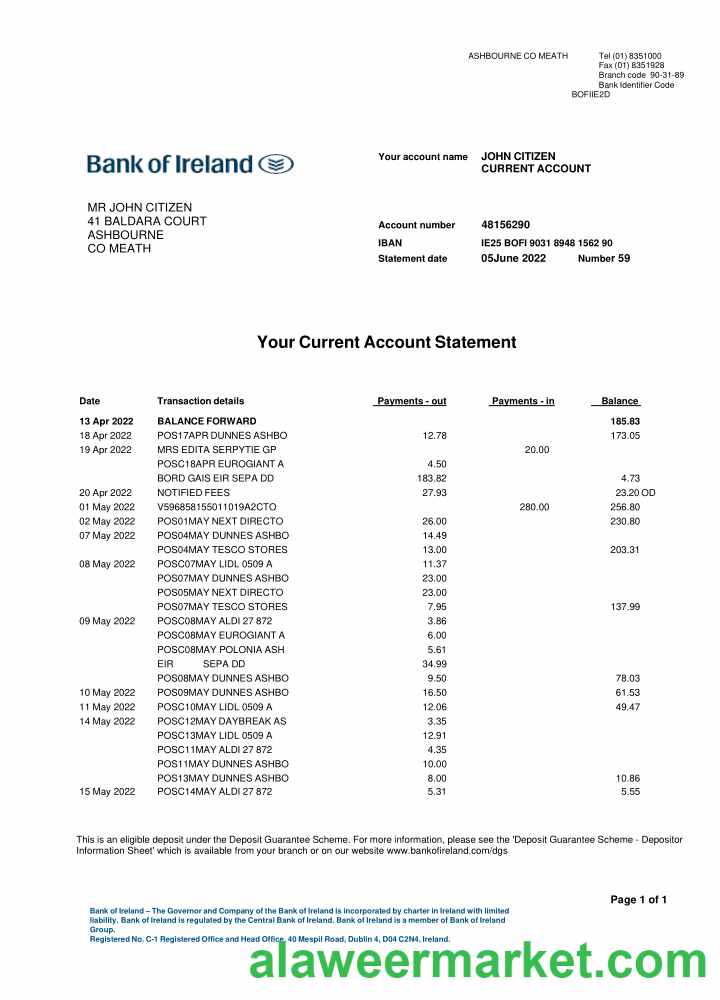 ASHBOURNE CO MEATH Tel (01) 8351000
Fax (01) 8351928
Branch code 90-31-89
Bank Identifier Code
BOFIIE2D
Bank of Ireland
Your account name JOHN CITIZEN
CURRENT ACCOUNT
MR JOHN CITIZEN
41 BALDARA COURT
ASHBOURNE
CO MEATH
Account number 48156290
IBAN IE25 BOFI 9031 8948 1562 90
Statement date 05June 2022 Number 59
Your Current Account Statement
Date Transaction details Payments - out Payments - in Balance
13 Apr 2022 BALANCE FORWARD 185.83
18 Apr 2022 POS17APR DUNNES ASHBO 12.78 173.05
19 Apr 2022 MRS EDITA SERPYTIE GP 20.00
POSC18APR EUROGIANT A 4.50
BORD GAIS EIR SEPA DD 183.82 4.73
20 Apr 2022 NOTIFIED FEES 27.93 23.20 OD
01 May 2022 V596858155011019A2CTO 280.00 256.80
02 May 2022 POS01MAY NEXT DIRECTO 26.00 230.80
07 May 2022 POS04MAY DUNNES ASHBO 14.49
POS04MAY TESCO STORES 13.00 203.31
08 May 2022 POSC07MAY LIDL 0509 A 11.37
POS07MAY DUNNES ASHBO 23.00
POS05MAY NEXT DIRECTO 23.00
POS07MAY TESCO STORES 7.95 137.99
09 May 2022 POSC08MAY ALDI 27 872 3.86
POSC08MAY EUROGIANT A 6.00
POSC08MAY POLONIA ASH 5.61
EIR SEPA DD 34.99
POS08MAY DUNNES ASHBO 9.50 78.03
10 May 2022 POS09MAY DUNNES ASHBO 16.50 61.53
11 May 2022 POSC10MAY LIDL 0509 A 12.06 49.47
14 May 2022 POSC12MAY DAYBREAK AS 3.35
POSC13MAY LIDL 0509 A 12.91
POSC11MAY ALDI 27 872 4.35
POS11MAY DUNNES ASHBO 10.00
POS13MAY DUNNES ASHBO 8.00 10.86
15 May 2022 POSC14MAY ALDI 27 872 5.31 5.55
This is an eligible deposit under the Deposit Guarantee Scheme. For more information, please see the 'Deposit Guarantee Scheme - Depositor
Information Sheet' which is available from your branch or on our website www.bankofireland.com/dgs
Page 1 of 1
Bank of Ireland – The Governor and Company of the Bank of Ireland is incorporated by charter in Ireland with limited
liability. Bank of Ireland is regulated by the Central Bank of Ireland. Bank of Ireland is a member of Bank of Ireland
Group.
Registered No. C-1 Registered Office and Head Office, 40 Mespil Road, Dublin 4, D04 C2N4, Ireland.
alaweermarket.com